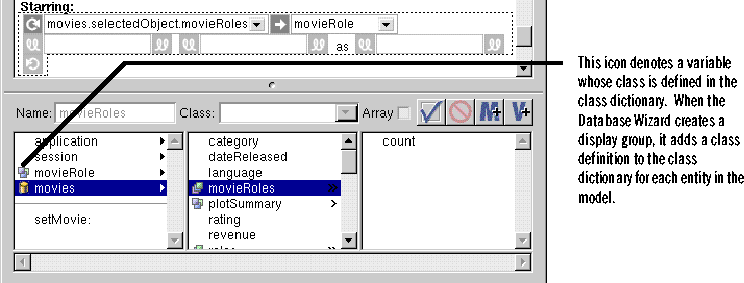 Starring:
movies.selectedObject.movieRoles movieRole
as
Name: movieRoles Class: Array M+ V+
application
session
movieRole
movies
setMovie:
category
dateReleased
language
movieRoles
plotSummary
rating
revenue
count
This icon denotes a variable
whose class is defined in the
class dictionary. When the
Database Wizard creates a
display group, it adds a class
definition to the class
dictionary for each entity in the
model.